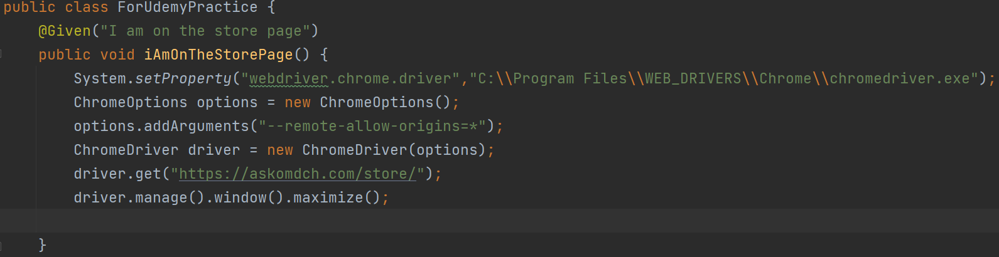 public class ForUdemyPractice {
@Given("I am on the store page")
public void iAmOnTheStorePage() {
System.setProperty("webdriver.chrome.driver","C:\\Program Files\\WEB_DRIVERS\\Chrome\\chromedriver.exe");
ChromeOptions options = new ChromeOptions();
options.addArguments("--remote-allow-origins=*");
ChromeDriver driver = new ChromeDriver(options);
driver.get("https://askomdch.com/store/");
driver.manage().window().maximize();
}